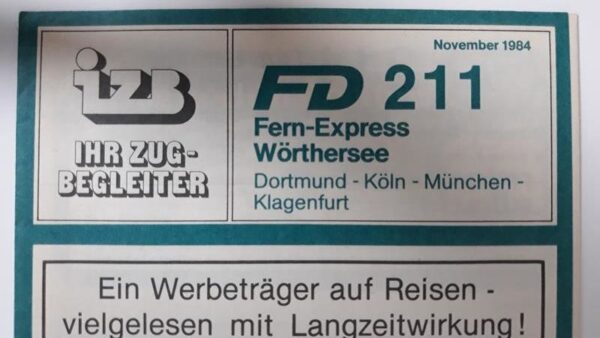 izb
IHR ZUG-
BEGLEITER
November 1984
FD 211
Fern-Express
Wörthersee
Dortmund - Köln - München -
Klagenfurt
Ein Werbeträger auf Reisen -
vielgelesen mit Langzeitwirkung!